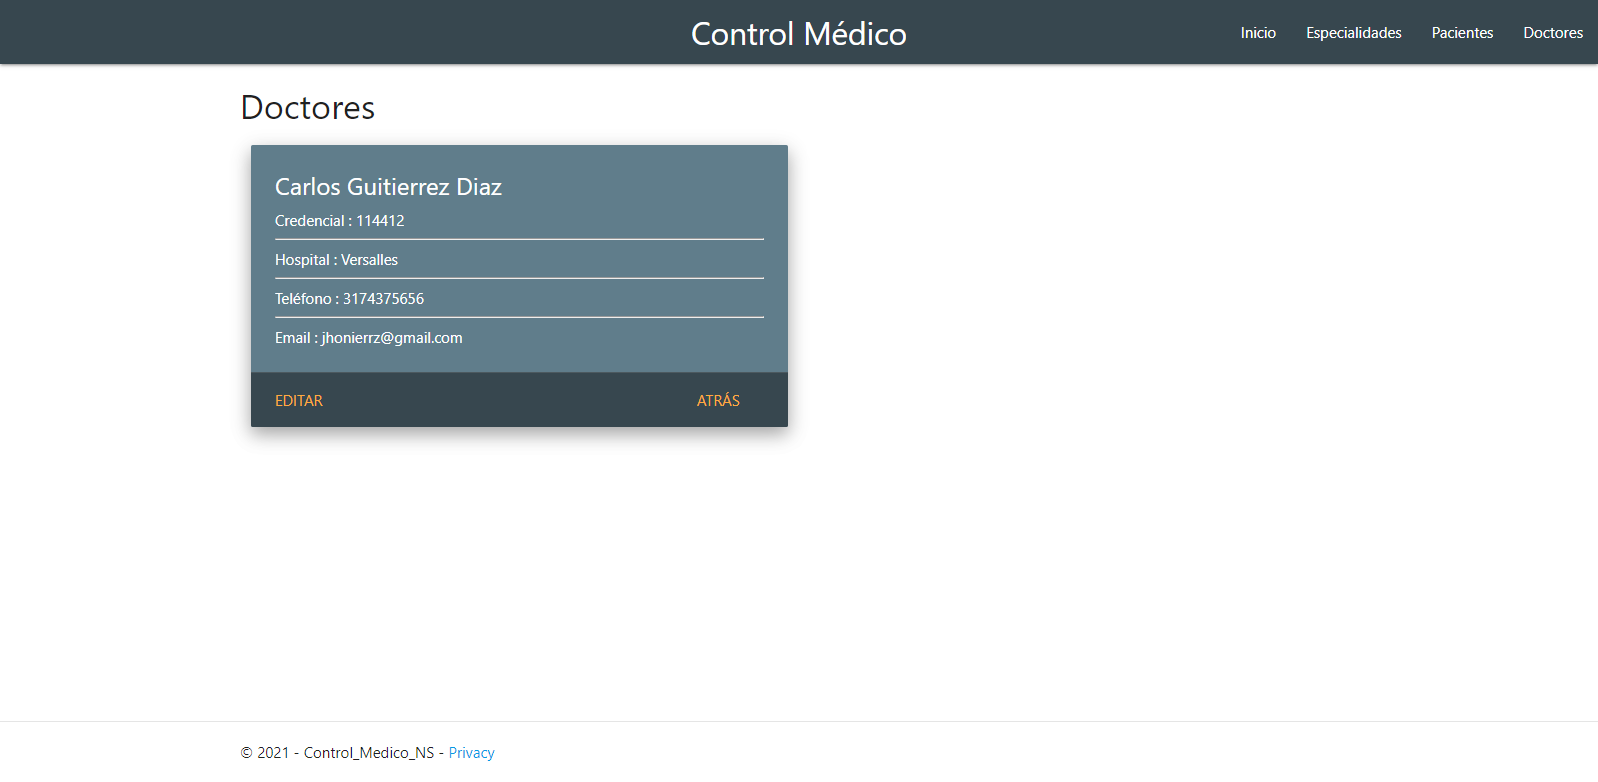 Control Médico
Inicio Especialidades Pacientes Doctores
Doctores
Carlos Guitierrez Diaz
Credencial : 114412
Hospital : Versalles
Teléfono : 3174375656
Email : jhonierrz@gmail.com
EDITAR ATRÁS
© 2021 - Control_Medico_NS - Privacy